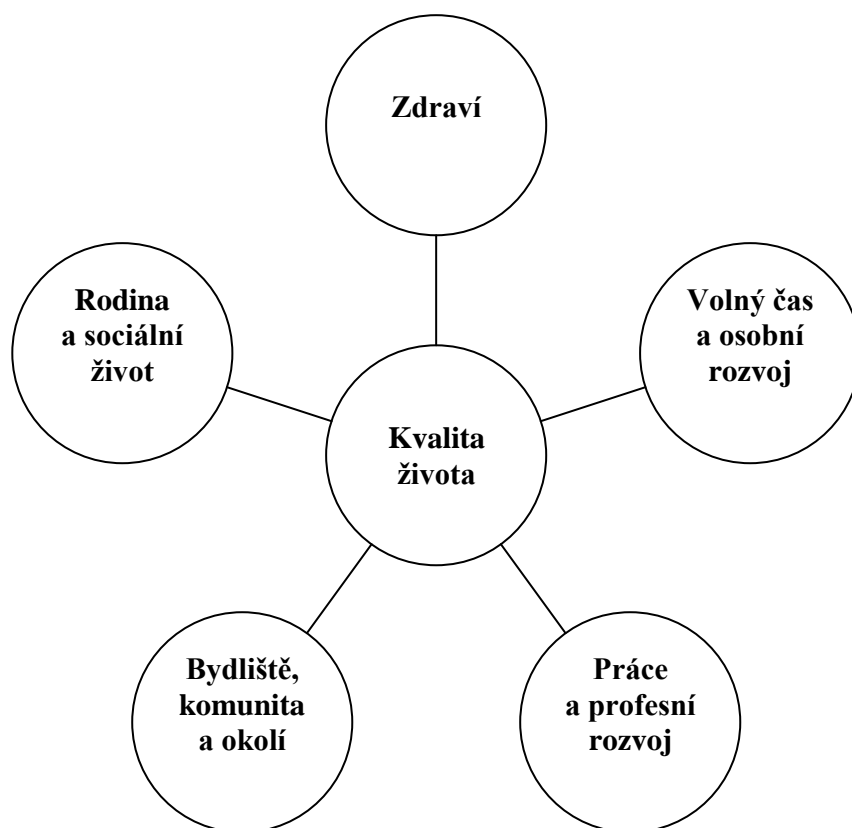 Zdraví
Rodina
a sociální
život
Volný čas
a osobní
rozvoj
Kvalita
života
Bydliště,
komunita
a okolí
Práce
a profesní
rozvoj